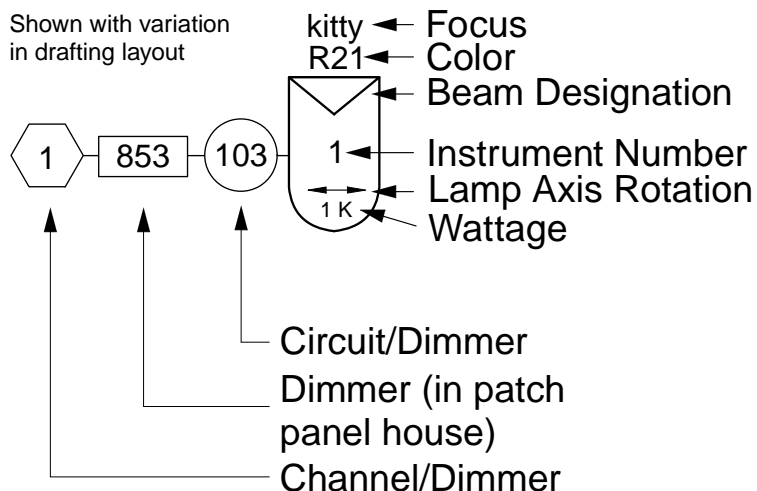 Shown with variation
in drafting layout
kitty
Focus
R21
Color
Beam Designation
1
853
103
1
Instrument Number
Lamp Axis Rotation
1 K
Wattage
Circuit/Dimmer
Dimmer (in patch
panel house)
Channel/Dimmer